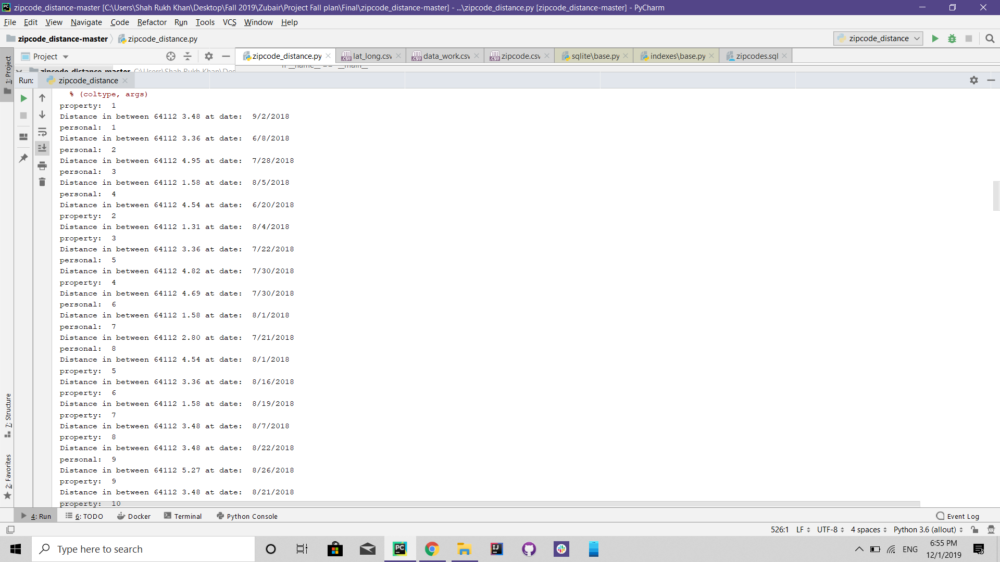 zipcode_distance-master [C:\Users\Shah Rukh Khan\Desktop\Fall 2019\Zubair\Project Fall plan\Final\zipcode_distance-master] - ...\zipcode_distance.py [zipcode_distance-master] - PyCharm
File Edit View Navigate Code Refactor Run Tools VCS Window Help
zipcode_distance-master zipcode_distance.py zipcode_distance
Project zipcode_distance.py lat_long.csv data_work.csv zipcode.csv sqlite\base.py indexes\base.py zipcodes.sql
1: Project
zipcode_distance-master C:\Users\Shah Rukh Khan\Des
if __name__ == '__main__'
Run: zipcode_distance
% (coltype, args)
property: 1
Distance in between 64112 3.48 at date: 9/2/2018
personal: 1
Distance in between 64112 3.36 at date: 6/8/2018
personal: 2
Distance in between 64112 4.95 at date: 7/28/2018
personal: 3
Distance in between 64112 1.58 at date: 8/5/2018
personal: 4
Distance in between 64112 4.54 at date: 6/20/2018
property: 2
Distance in between 64112 1.31 at date: 8/4/2018
property: 3
Distance in between 64112 3.36 at date: 7/22/2018
personal: 5
Distance in between 64112 4.82 at date: 7/30/2018
property: 4
Distance in between 64112 4.69 at date: 7/30/2018
personal: 6
Distance in between 64112 1.58 at date: 8/1/2018
personal: 7
Distance in between 64112 2.80 at date: 7/21/2018
personal: 8
Distance in between 64112 4.54 at date: 8/1/2018
property: 5
Distance in between 64112 3.36 at date: 8/16/2018
property: 6
Distance in between 64112 1.58 at date: 8/19/2018
property: 7
Distance in between 64112 3.48 at date: 8/7/2018
property: 8
Distance in between 64112 3.48 at date: 8/22/2018
personal: 9
Distance in between 64112 5.27 at date: 8/26/2018
property: 9
Distance in between 64112 3.48 at date: 8/21/2018
property: 10
7: Structure
2: Favorites
4: Run 6: TODO Docker Terminal Python Console Event Log
526:1 LF UTF-8 4 spaces Python 3.6 (allout)
Type here to search
ENG
6:55 PM
12/1/2019